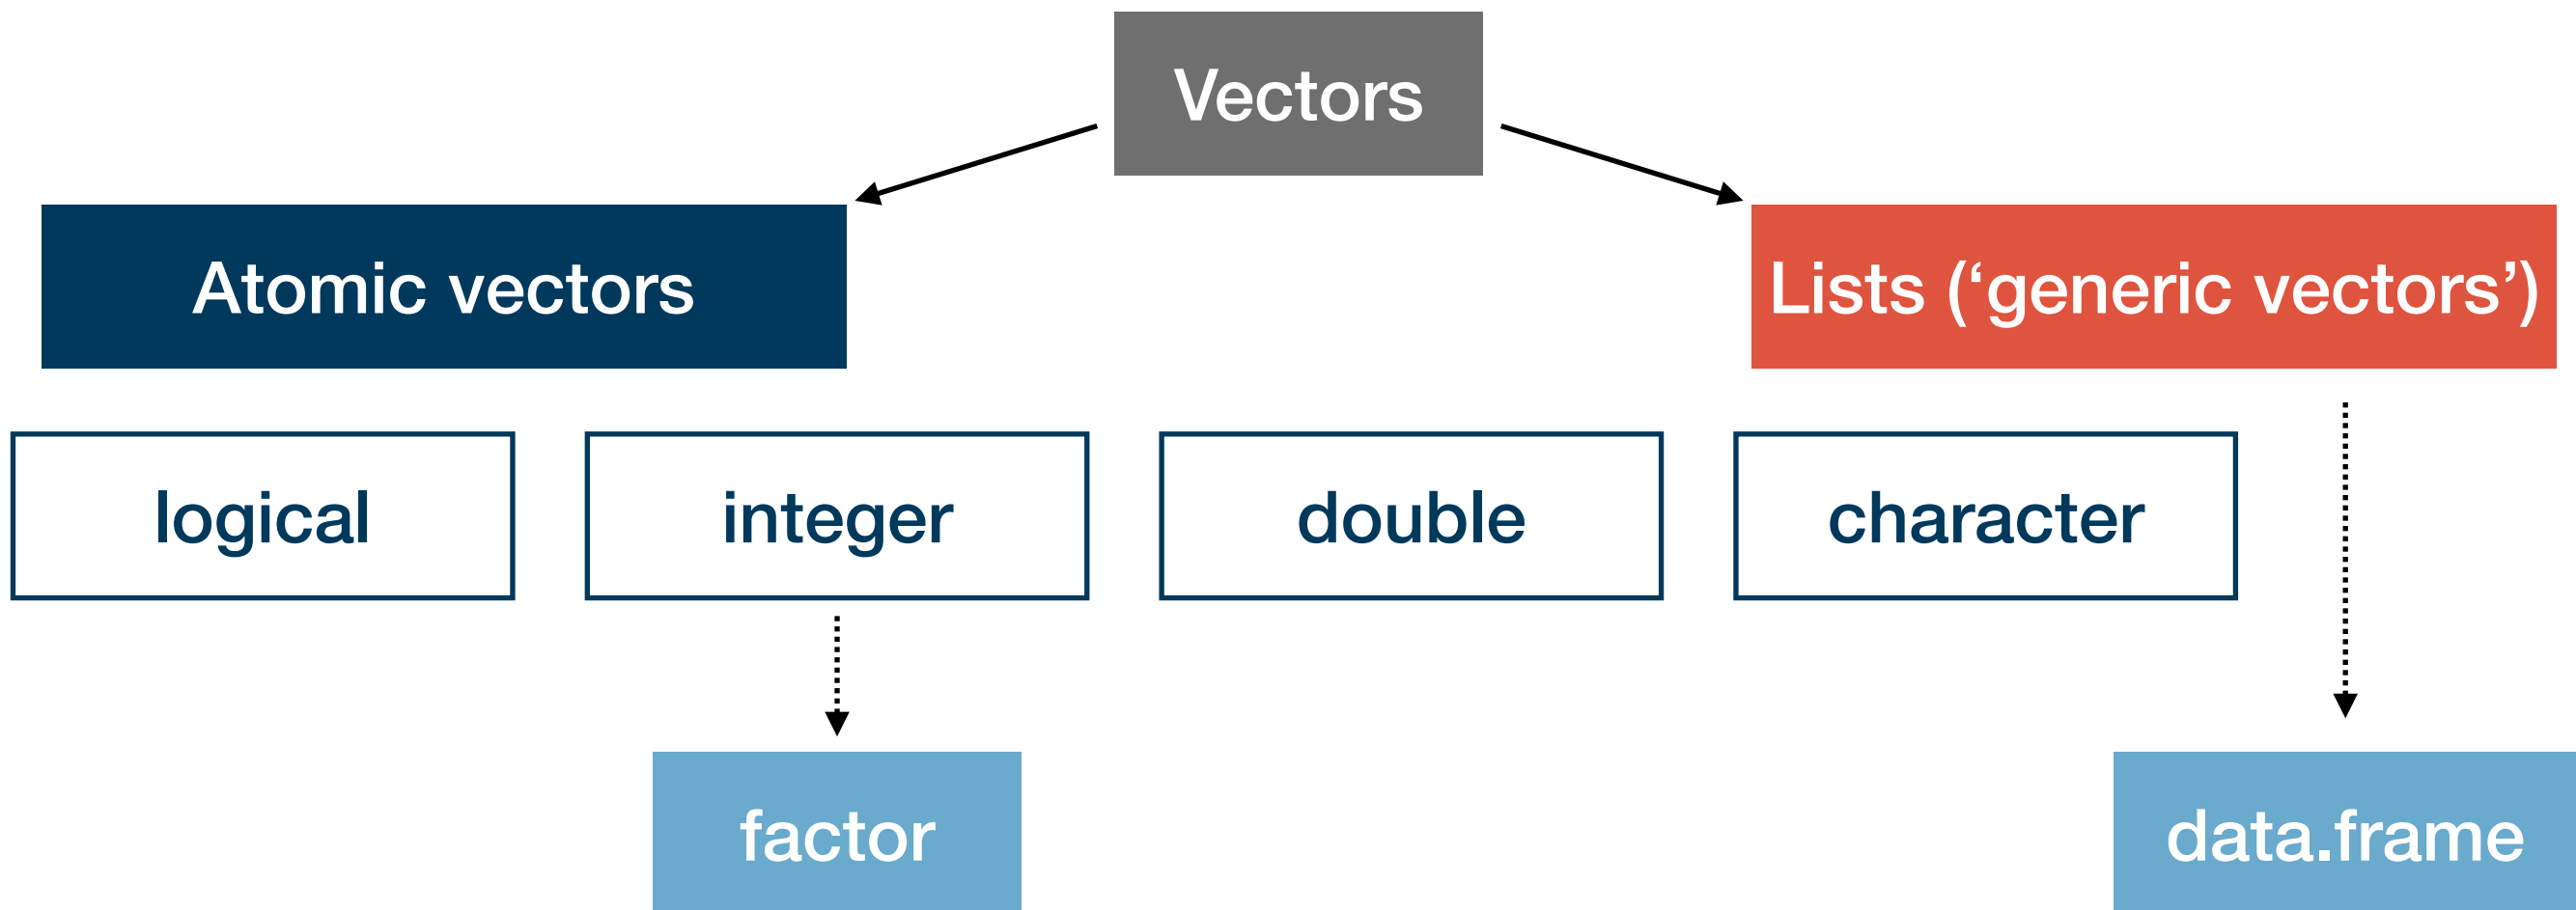 Vectors
Atomic vectors
Lists (‘generic vectors’)
logical
integer
double
character
factor
data.frame